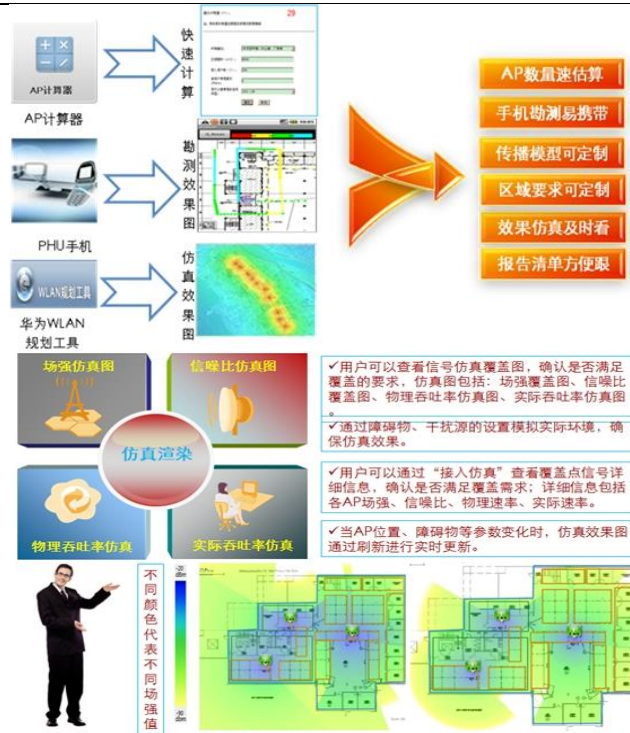 29
AP计算器
AP计算器
快速计算
PHU手机
勘测效果图
WLAN规划工具
华为WLAN
规划工具
仿真效果图
AP数量速估算
手机勘测易携带
传播模型可定制
区域要求可定制
效果仿真及时看
报告清单方便跟
场强仿真图
信噪比仿真图
仿真渲染
物理吞吐率仿真
实际吞吐率仿真
✓用户可以查看信号仿真覆盖图，确认是否满足
覆盖的要求，仿真图包括：场强覆盖图、信噪比
覆盖图、物理吞吐率仿真图、实际吞吐率仿真图
。
✓通过障碍物、干扰源的设置模拟实际环境，确
保仿真效果。
✓用户可以通过“接入仿真”查看覆盖点信号详
细信息，确认是否满足覆盖需求；详细信息包括
各AP场强、信噪比、物理速率、实际速率。
✓当AP位置、障碍物等参数变化时，仿真效果图
通过刷新进行实时更新。
不同颜色代表不同场强值